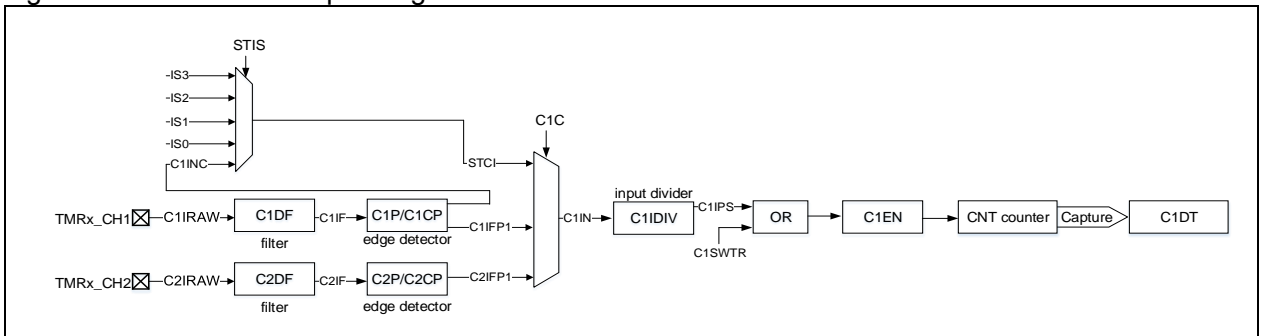 STIS
-IS3
-IS2
-IS1
-IS0
C1INC
C1C
STCI
TMRx_CH1
C1IRAW
C1DF
C1IF
C1P/C1CP
C1IFP1
filter
edge detector
TMRx_CH2
C2IRAW
C2DF
C2IF
C2P/C2CP
C2IFP1
filter
edge detector
C1IN
input divider
C1IDIV
C1IPS
C1SWTR
OR
C1EN
CNT counter
Capture
C1DT